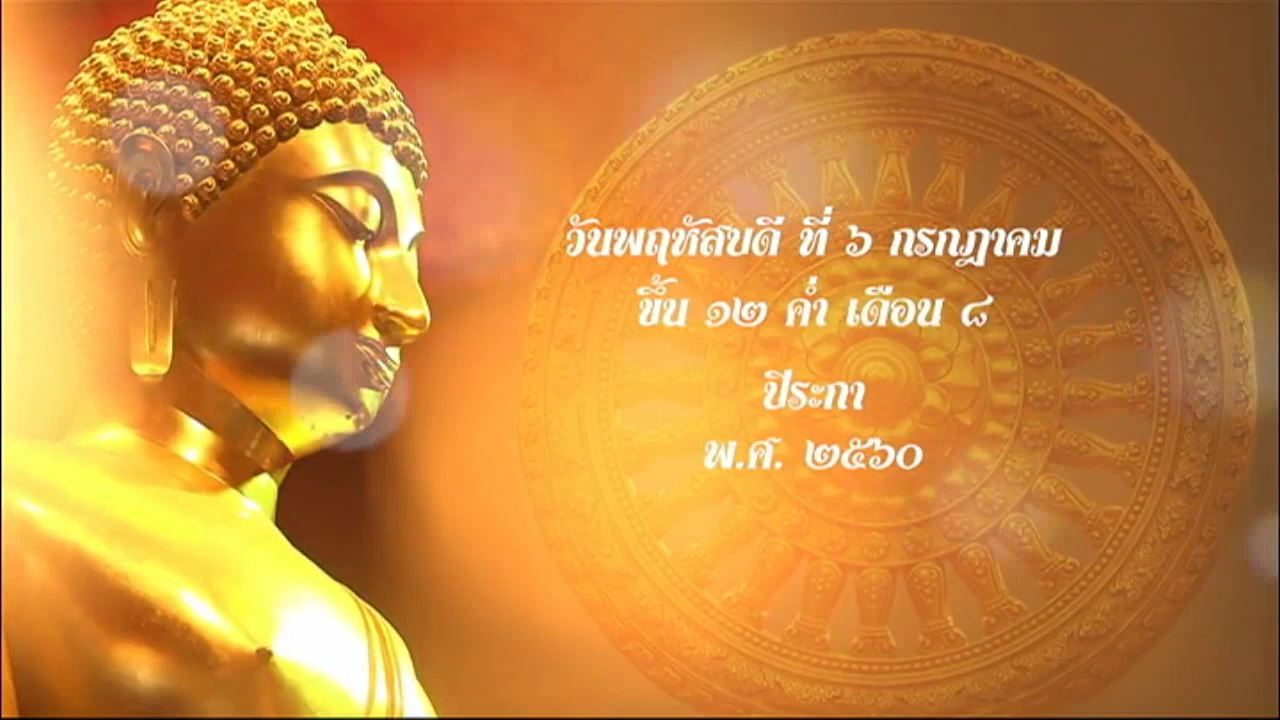 วันพฤหัสบดี ที่ ๖ กรกฎาคม
ขึ้น ๑๒ ค่ำ เดือน ๘
ปีระกา
พ.ศ. ๒๕๖๐